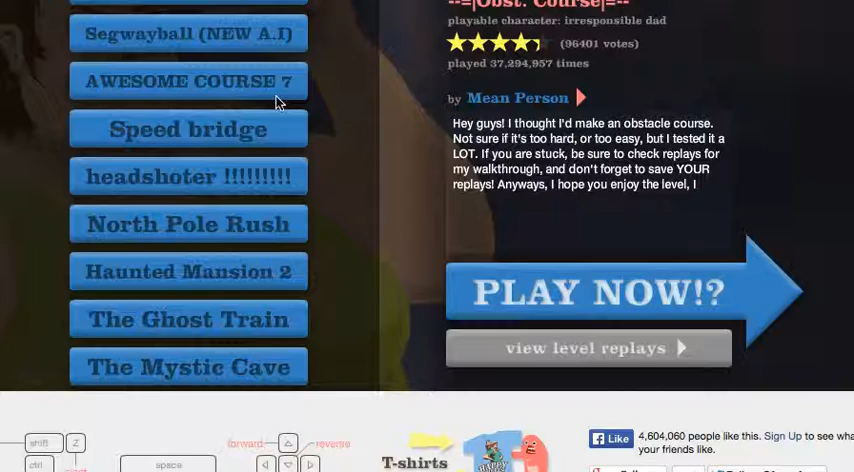 Segwayball (NEW A.I)
AWESOME COURSE 7
Speed bridge
headshoter !!!!!!!!!
North Pole Rush
Haunted Mansion 2
The Ghost Train
The Mystic Cave
--=|Obst. Course|=--
playable character: irresponsible dad
(96401 votes)
played 37,294,957 times
by Mean Person
Hey guys! I thought I'd make an obstacle course.
Not sure if it's too hard, or too easy, but I tested it a
LOT. If you are stuck, be sure to check replays for
my walkthrough, and don't forget to save YOUR
replays! Anyways, I hope you enjoy the level, I
PLAY NOW!?
view level replays
shift Z
ctrl
space
forward
reverse
T-shirts
HAPPY
Like
4,604,060 people like this. Sign Up to see wha
your friends like.